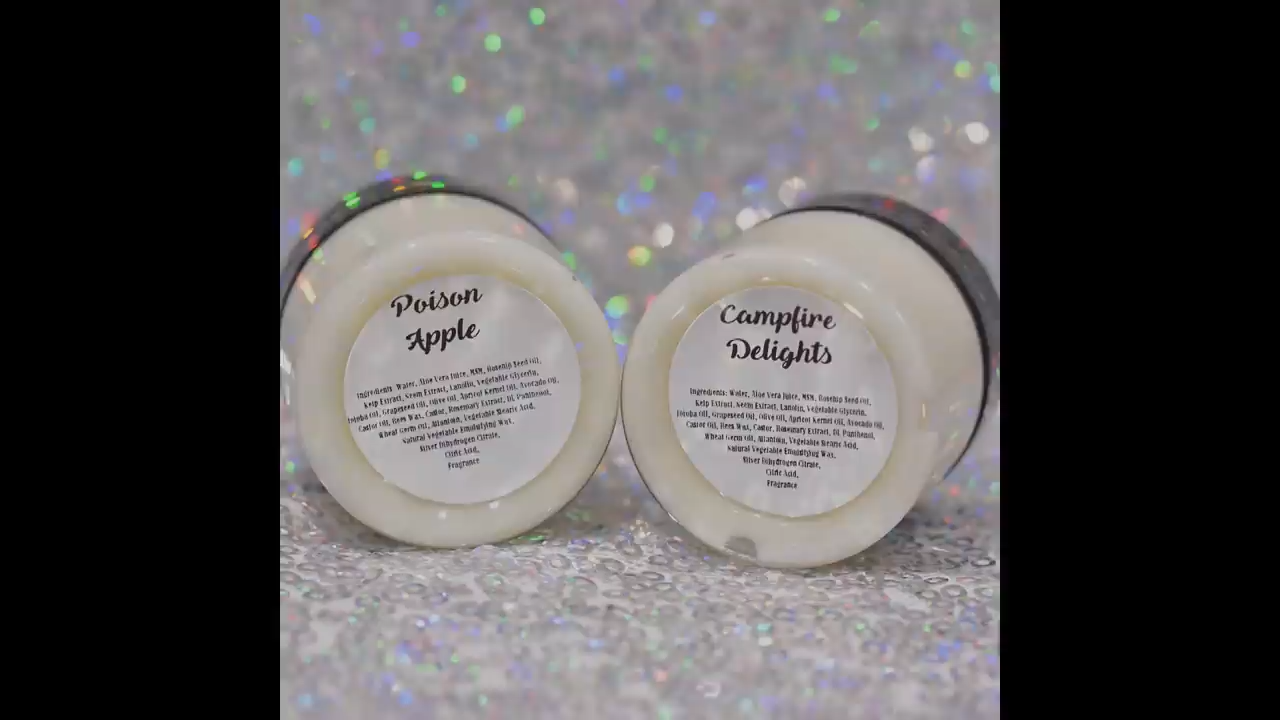 Poison
Apple
Ingredients: Water, Aloe Vera Juice, MSM, Rosehip Seed Oil,
Kelp Extract, Neem Extract, Lanolin, Vegetable Glycerin,
Jojoba Oil, Grapeseed Oil, Olive Oil, Apricot Kernel Oil, Avocado Oil,
Castor Oil, Bees Wax, Castor, Rosemary Extract, Dl Panthenol,
Wheat Germ Oil, Allantoin, Vegetable Stearic Acid,
Natural Vegetable Emulsifying Wax,
Silver Dihydrogen Citrate,
Citric Acid,
Fragrance
Campfire
Delights
Ingredients: Water, Aloe Vera Juice, MSM, Rosehip Seed Oil,
Kelp Extract, Neem Extract, Lanolin, Vegetable Glycerin,
Jojoba Oil, Grapeseed Oil, Olive Oil, Apricot Kernel Oil, Avocado Oil,
Castor Oil, Bees Wax, Castor, Rosemary Extract, Dl Panthenol,
Wheat Germ Oil, Allantoin, Vegetable Stearic Acid,
Natural Vegetable Emulsifying Wax,
Silver Dihydrogen Citrate,
Citric Acid,
Fragrance